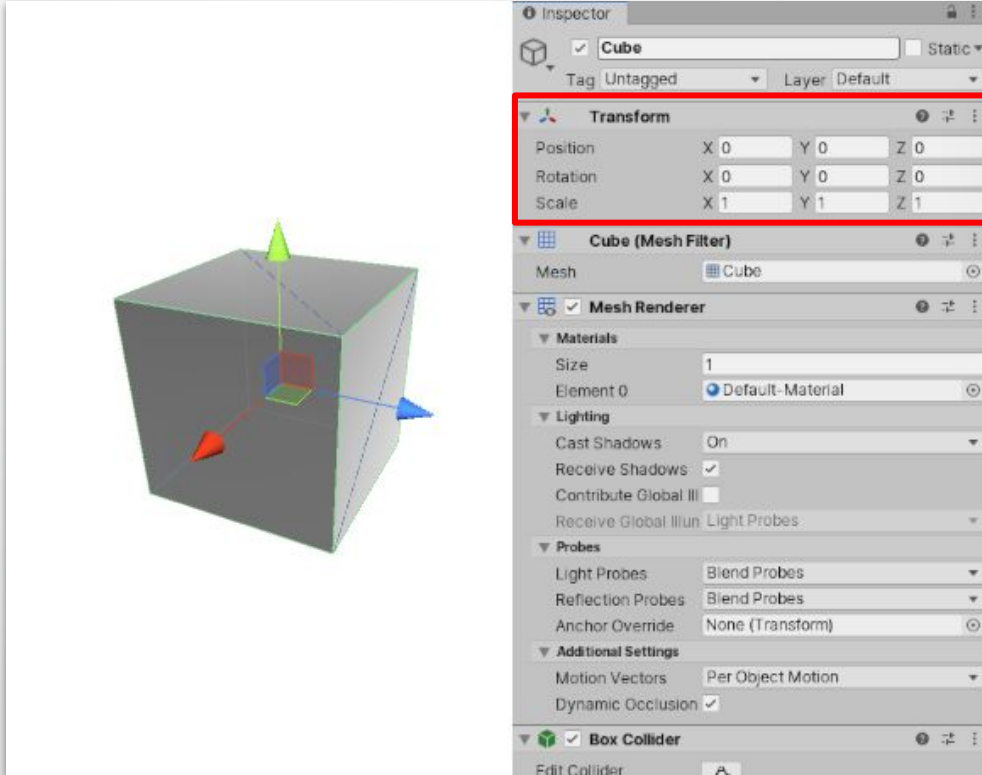 Inspector
Cube
Static
Tag Untagged Layer Default
Transform
Position X 0 Y 0 Z 0
Rotation X 0 Y 0 Z 0
Scale X 1 Y 1 Z 1
Cube (Mesh Filter)
Mesh Cube
Mesh Renderer
Materials
Size 1
Element 0 Default-Material
Lighting
Cast Shadows On
Receive Shadows
Contribute Global Ill
Receive Global Illun Light Probes
Probes
Light Probes Blend Probes
Reflection Probes Blend Probes
Anchor Override None (Transform)
Additional Settings
Motion Vectors Per Object Motion
Dynamic Occlusion
Box Collider
Edit Collider